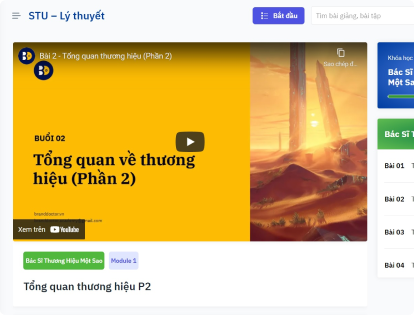 STU – Lý thuyết
Bắt đầu
Tìm bài giảng, bài tập
Bài 2 - Tổng quan thương hiệu (Phần 2)
Sao chép đ...
BUỔI 02
Tổng quan về thương
hiệu (Phần 2)
Xem trên YouTube
Bác Sĩ Thương Hiệu Một Sao
Module 1
Tổng quan thương hiệu P2
Khóa học
Bác Sĩ
Một Sa
Bác Sĩ T
Bài 01
Bài 02
Bài 03
Bài 04